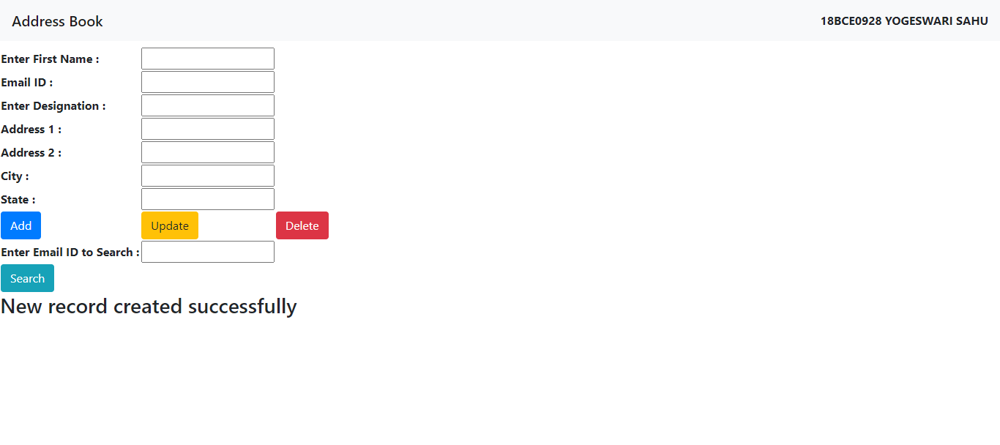 Address Book 18BCE0928 YOGESWARI SAHU
Enter First Name :
Email ID :
Enter Designation :
Address 1 :
Address 2 :
City :
State :
Add Update Delete
Enter Email ID to Search :
Search
New record created successfully